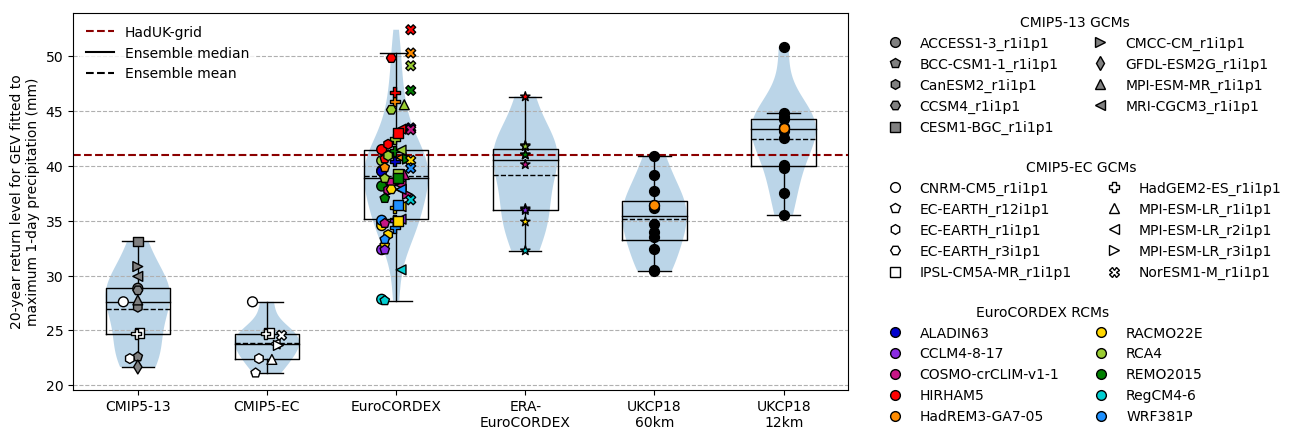 20-year return level for GEV fitted to
maximum 1-day precipitation (mm)
50
45
40
35
30
25
20
HadUK-grid
Ensemble median
Ensemble mean
CMIP5-13
CMIP5-EC
EuroCORDEX
ERA-
EuroCORDEX
UKCP18
60km
UKCP18
12km
CMIP5-13 GCMs
ACCESS1-3_r1i1p1
BCC-CSM1-1_r1i1p1
CanESM2_r1i1p1
CCSM4_r1i1p1
CESM1-BGC_r1i1p1
CMCC-CM_r1i1p1
GFDL-ESM2G_r1i1p1
MPI-ESM-MR_r1i1p1
MRI-CGCM3_r1i1p1
CMIP5-EC GCMs
CNRM-CM5_r1i1p1
EC-EARTH_r12i1p1
EC-EARTH_r1i1p1
EC-EARTH_r3i1p1
IPSL-CM5A-MR_r1i1p1
HadGEM2-ES_r1i1p1
MPI-ESM-LR_r1i1p1
MPI-ESM-LR_r2i1p1
MPI-ESM-LR_r3i1p1
NorESM1-M_r1i1p1
EuroCORDEX RCMs
ALADIN63
CCLM4-8-17
COSMO-crCLIM-v1-1
HIRHAM5
HadREM3-GA7-05
RACMO22E
RCA4
REMO2015
RegCM4-6
WRF381P